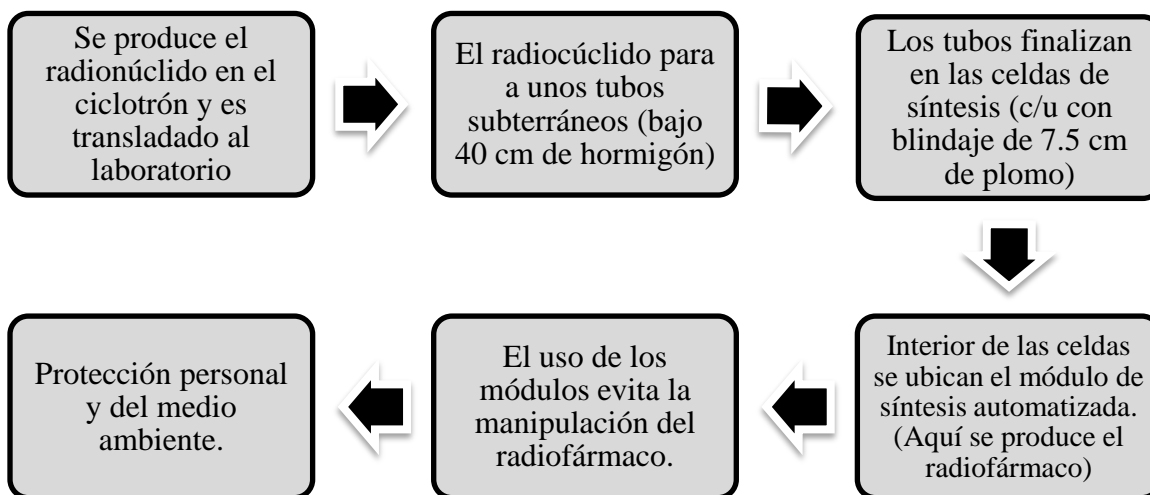 Se produce el
radionúclido en el
ciclotrón y es
transladado al
laboratorio
El radiocúclido para
a unos tubos
subterráneos (bajo
40 cm de hormigón)
Los tubos finalizan
en las celdas de
síntesis (c/u con
blindaje de 7.5 cm
de plomo)
Interior de las celdas
se ubican el módulo de
síntesis automatizada.
(Aquí se produce el
radiofármaco)
El uso de los
módulos evita la
manipulación del
radiofármaco.
Protección personal
y del medio
ambiente.